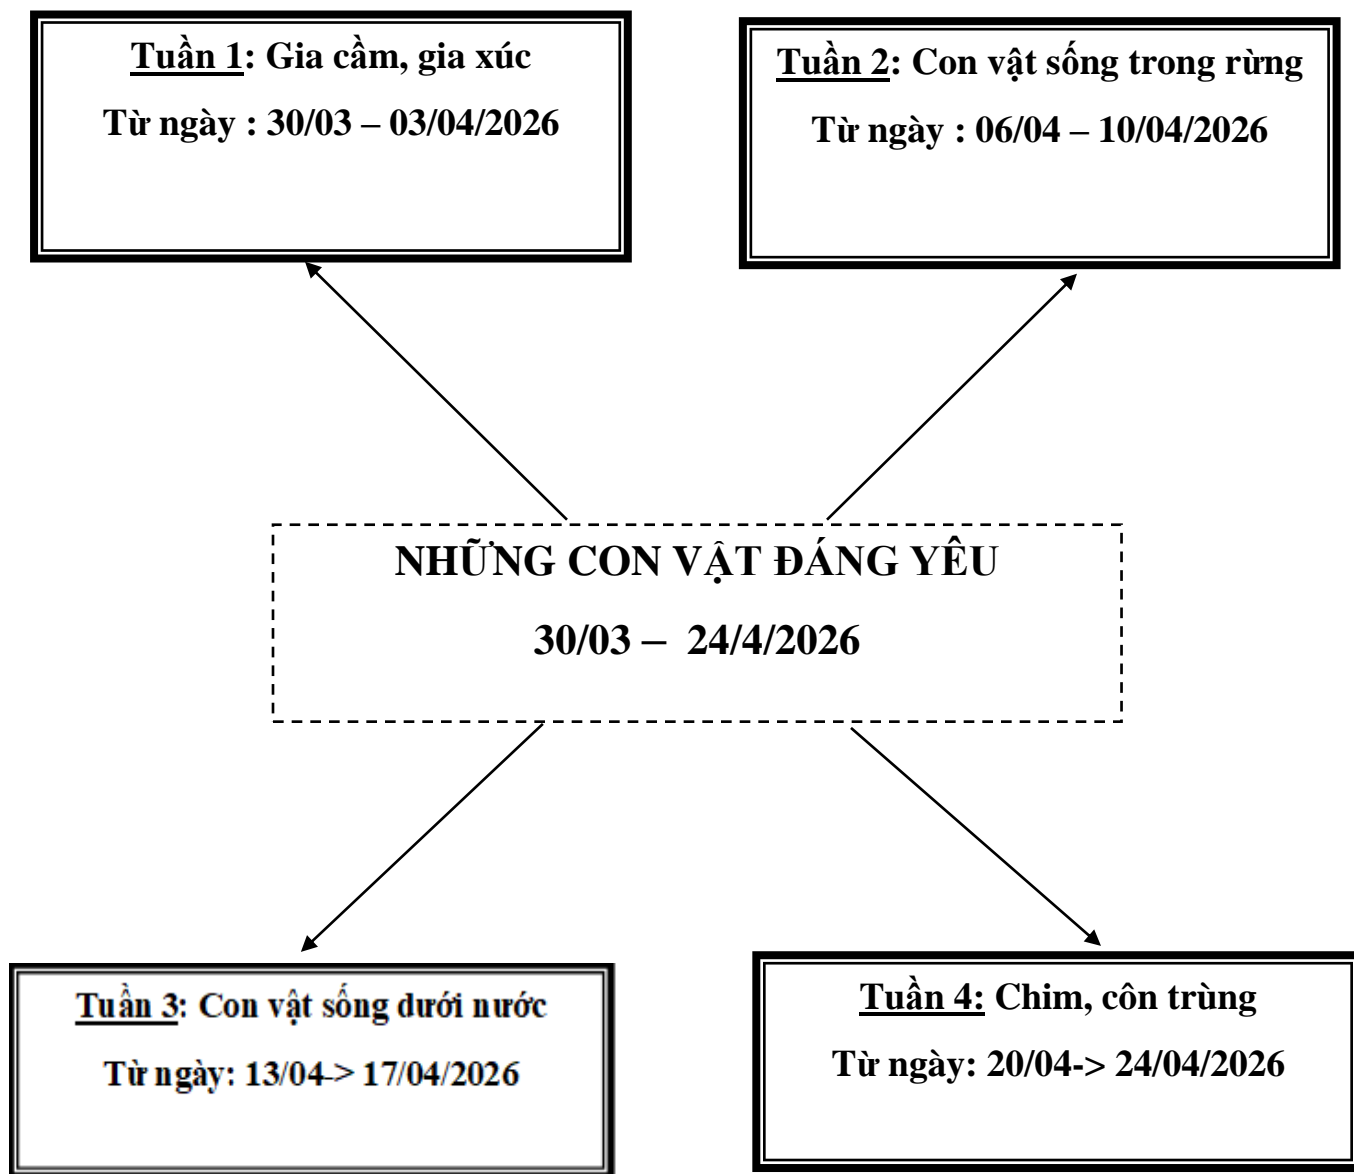 Tuần 1: Gia cầm, gia xúc
Từ ngày : 30/03 – 03/04/2026
Tuần 2: Con vật sống trong rừng
Từ ngày : 06/04 – 10/04/2026
NHỮNG CON VẬT ĐÁNG YÊU
30/03 – 24/4/2026
Tuần 3: Con vật sống dưới nước
Từ ngày: 13/04-> 17/04/2026
Tuần 4: Chim, côn trùng
Từ ngày: 20/04-> 24/04/2026